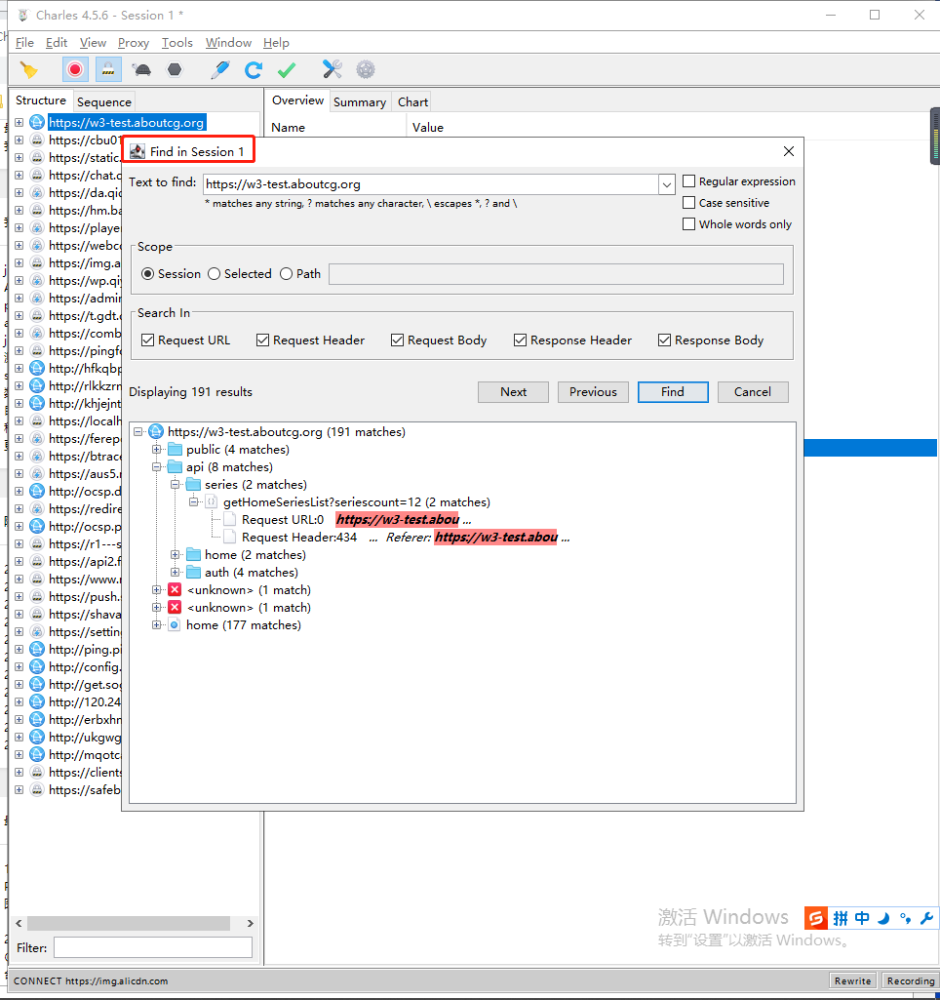 Charles 4.5.6 - Session 1 *
File Edit View Proxy Tools Window Help
Structure Sequence
Overview Summary Chart
Name Value
https://w3-test.aboutcg.org
https://cbu01
https://static.
https://chat.c
https://da.qid
https://hm.ba
https://player
https://webco
https://img.a
https://wp.qiy
https://admin
https://t.gdt.
https://comb
https://pingfo
http://hfkqbp
http://rlkkzrn
http://khjejnt
https://localh
https://ferepo
https://btrace
https://aus5.
http://ocsp.d
https://redire
http://ocsp.p
https://r1---s
https://api2.f
https://www.
https://push.s
https://shava
https://settin
http://ping.pi
http://config.
http://get.sog
http://120.24
http://erbxhn
http://ukgwg
http://mqotc
https://clients
https://safeb
Find in Session 1
Text to find: https://w3-test.aboutcg.org
* matches any string, ? matches any character, \ escapes *, ? and \
Regular expression
Case sensitive
Whole words only
Scope
Session Selected Path
Search In
Request URL Request Header Request Body Response Header Response Body
Displaying 191 results Next Previous Find Cancel
https://w3-test.aboutcg.org (191 matches)
public (4 matches)
api (8 matches)
series (2 matches)
getHomeSeriesList?seriescount=12 (2 matches)
Request URL:0 https://w3-test.abou ...
Request Header:434 ... Referer: https://w3-test.abou ...
home (2 matches)
auth (4 matches)
<unknown> (1 match)
<unknown> (1 match)
home (177 matches)
激活 Windows
转到"设置"以激活 Windows。
拼 中
Filter:
CONNECT https://img.alicdn.com Rewrite Recording